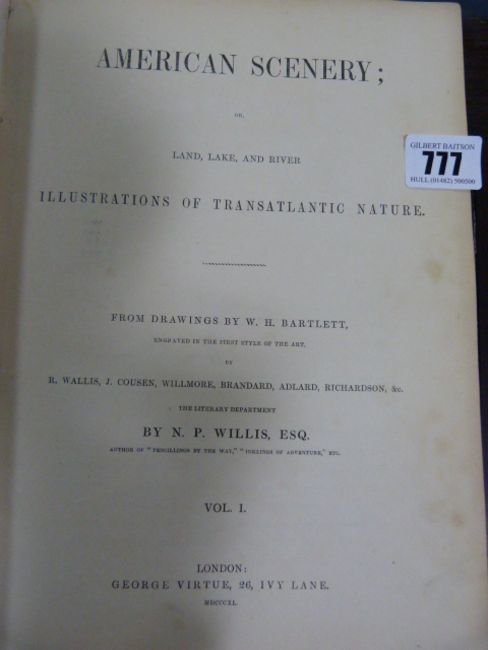 AMERICAN SCENERY;
OR,
LAND, LAKE, AND RIVER
ILLUSTRATIONS OF TRANSATLANTIC NATURE.
FROM DRAWINGS BY W. H. BARTLETT,
ENGRAVED IN THE FIRST STYLE OF THE ART,
BY
R. WALLIS, J. COUSEN, WILLMORE, BRANDARD, ADLARD, RICHARDSON, &c.
THE LITERARY DEPARTMENT
BY N. P. WILLIS, ESQ.
AUTHOR OF "PENCILLINGS BY THE WAY," "INKLINGS OF ADVENTURE," ETC.
VOL. I.
LONDON:
GEORGE VIRTUE, 26, IVY LANE.
MDCCCXL.
GILBERT BAITSON
777
HULL (01482) 500500